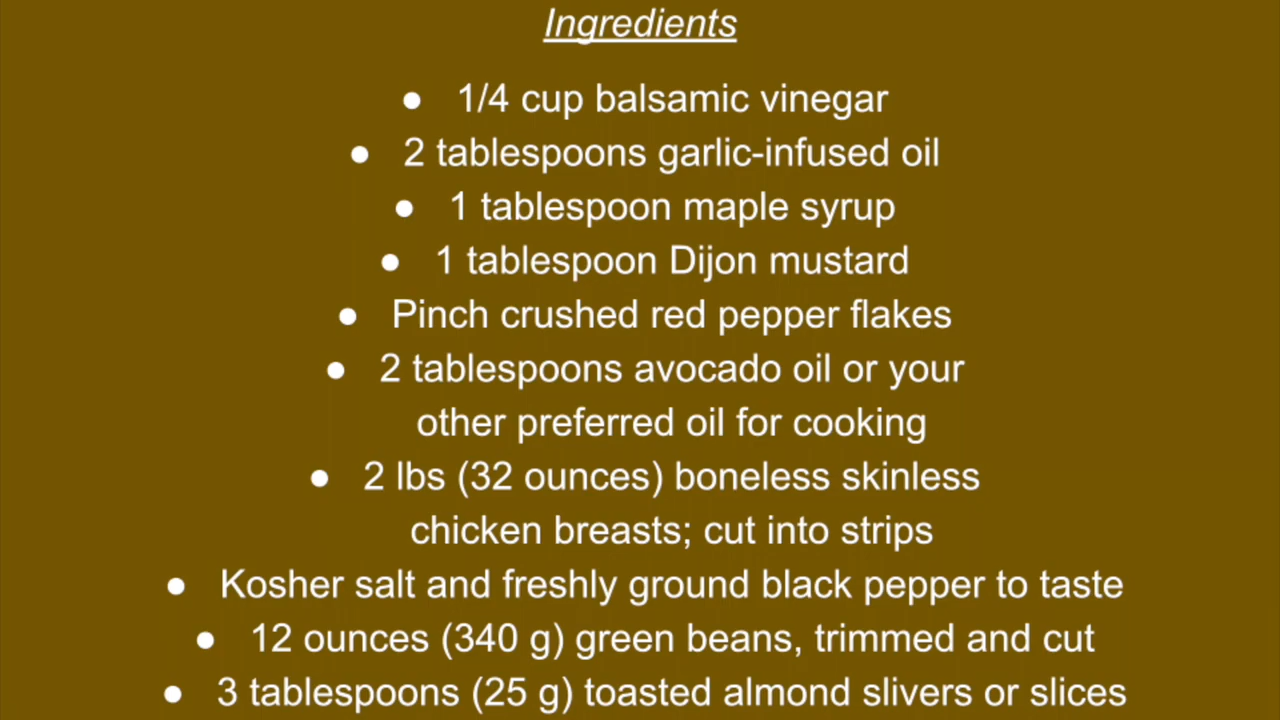 Ingredients
● 1/4 cup balsamic vinegar
● 2 tablespoons garlic-infused oil
● 1 tablespoon maple syrup
● 1 tablespoon Dijon mustard
● Pinch crushed red pepper flakes
● 2 tablespoons avocado oil or your
other preferred oil for cooking
● 2 lbs (32 ounces) boneless skinless
chicken breasts; cut into strips
● Kosher salt and freshly ground black pepper to taste
● 12 ounces (340 g) green beans, trimmed and cut
● 3 tablespoons (25 g) toasted almond slivers or slices